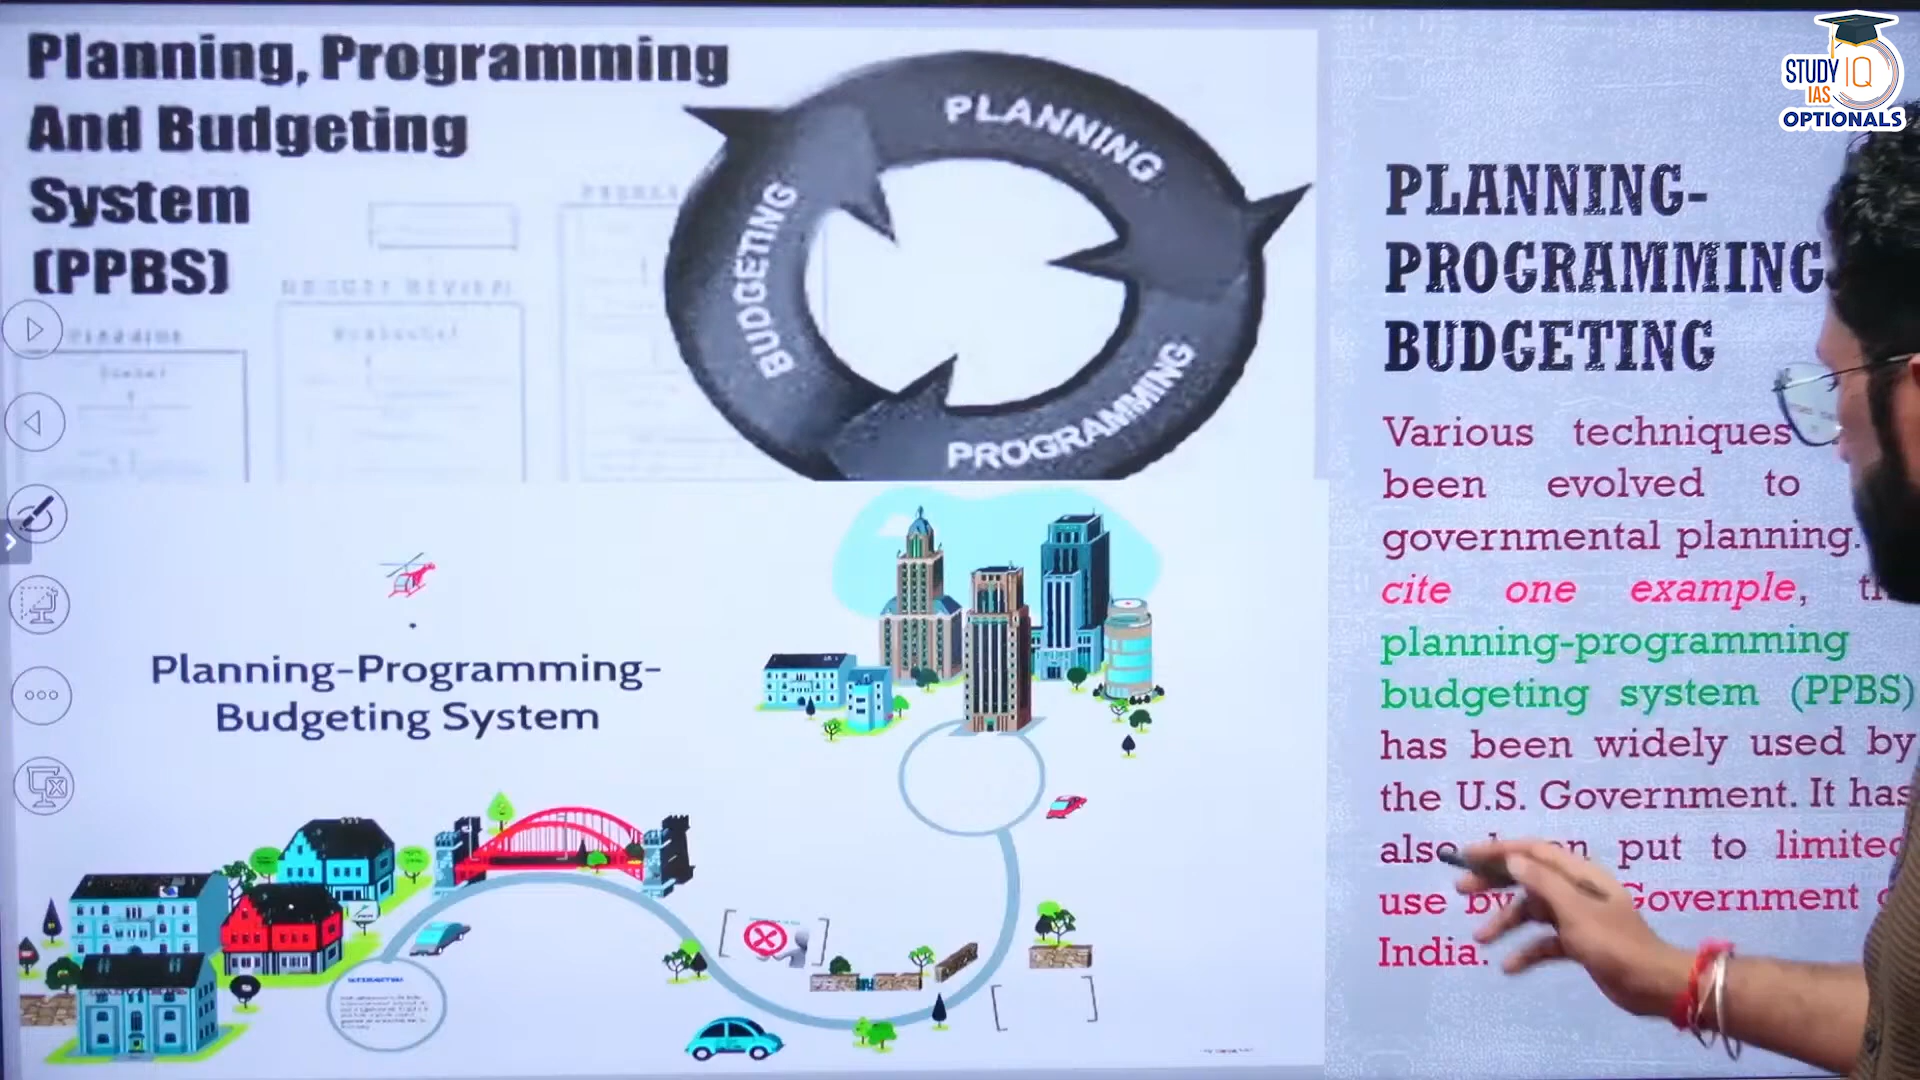 Planning, Programming
And Budgeting
System
(PPBS)
PLANNING
PROGRAMMING
BUDGETING
Planning-Programming-
Budgeting System
STUDY IQ
IAS
OPTIONALS
PLANNING-
PROGRAMMING
BUDGETING
Various techniques
been evolved to
governmental planning.
cite one example,
planning-programming
budgeting system (PPBS)
has been widely used by
the U.S. Government. It has
also put to limited
use by Government
India.